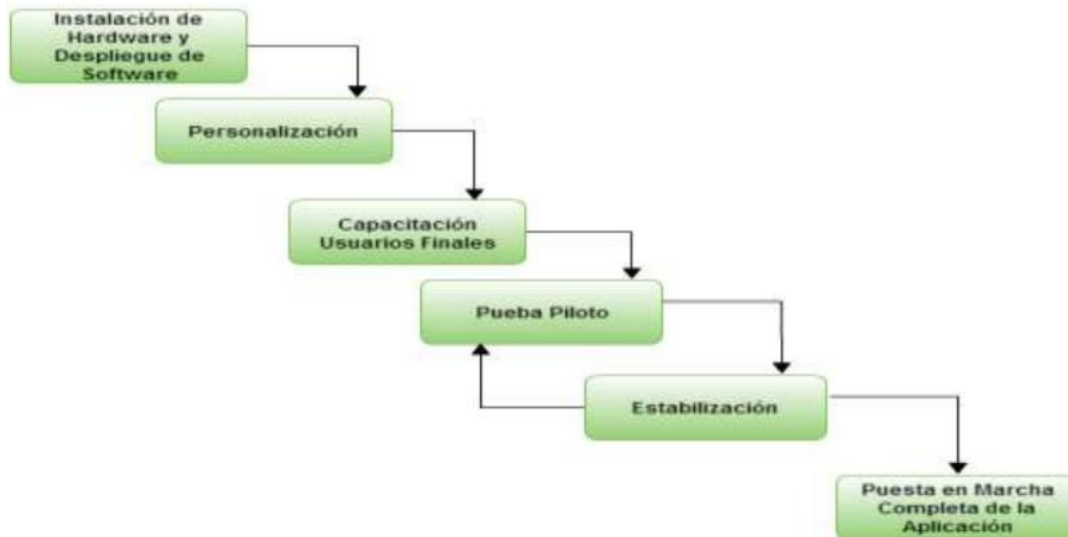 Instalación de
Hardware y
Despliegue de
Software
Personalización
Capacitación
Usuarios Finales
Pueba Piloto
Estabilización
Puesta en Marcha
Completa de la
Aplicación